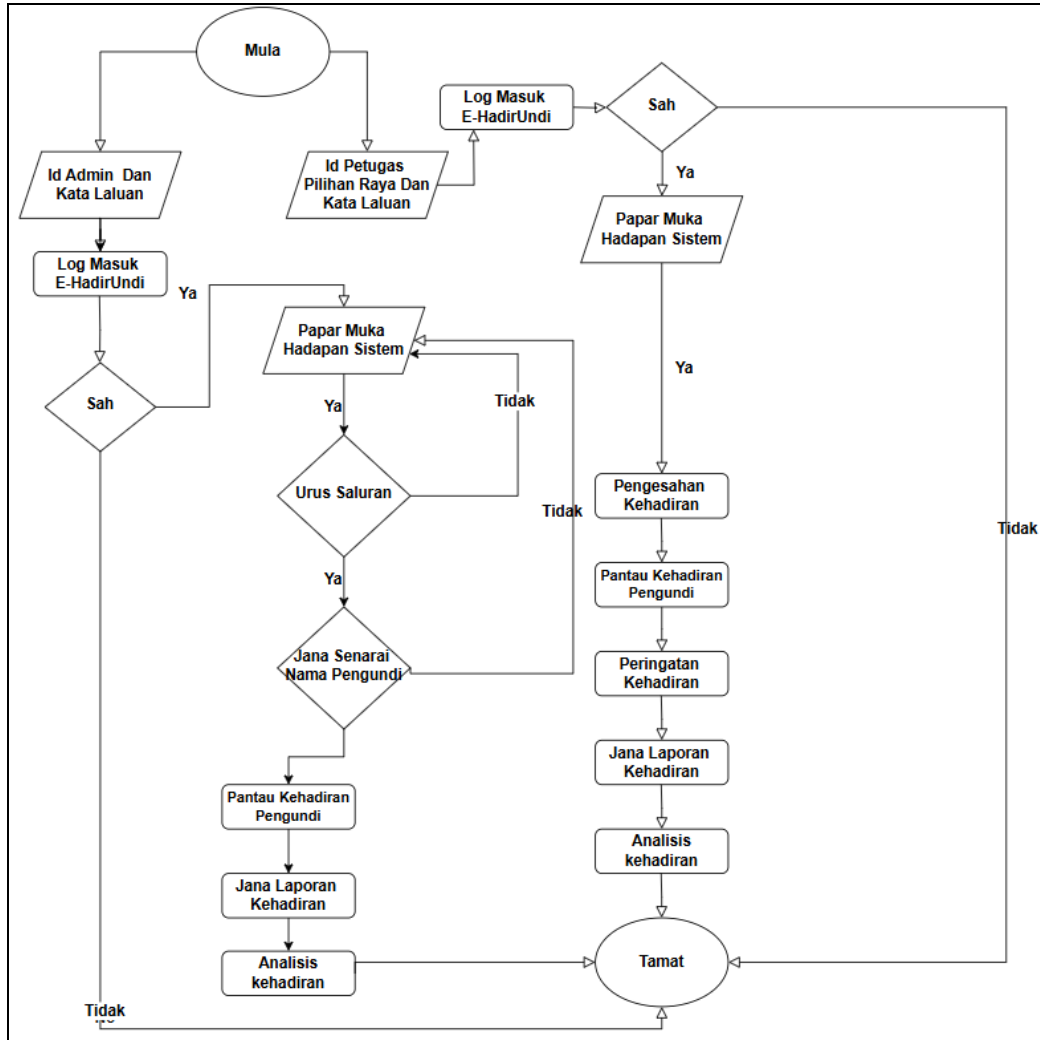 Mula
Log Masuk
E-HadirUndi
Sah
Id Admin Dan
Kata Laluan
Id Petugas
Pilihan Raya Dan
Kata Laluan
Ya
Papar Muka
Hadapan Sistem
Log Masuk
E-HadirUndi
Ya
Papar Muka
Hadapan Sistem
Ya
Sah
Ya
Tidak
Urus Saluran
Tidak
Pengesahan
Kehadiran
Tidak
Ya
Pantau Kehadiran
Pengundi
Jana Senarai
Nama Pengundi
Peringatan
Kehadiran
Jana Laporan
Kehadiran
Pantau Kehadiran
Pengundi
Analisis
kehadiran
Jana Laporan
Kehadiran
Analisis
kehadiran
Tamat
Tidak